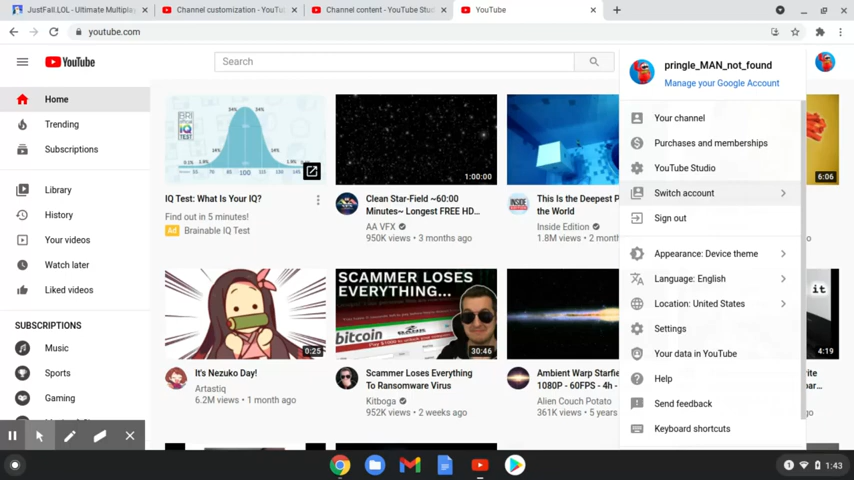 JustFall.LOL - Ultimate Multipla
Channel customization - YouTu
Channel content - YouTube Stud
YouTube
youtube.com
YouTube
Search
pringle_MAN_not_found
Manage your Google Account
Your channel
Purchases and memberships
YouTube Studio
Switch account
Sign out
Appearance: Device theme
Language: English
Location: United States
Settings
Your data in YouTube
Help
Send feedback
Keyboard shortcuts
Home
Trending
Subscriptions
Library
History
Your videos
Watch later
Liked videos
SUBSCRIPTIONS
Music
Sports
Gaming
IQ
TEST
100
IQ Test: What Is Your IQ?
Find out in 5 minutes!
Ad Brainable IQ Test
1:00:00
Clean Star-Field ~60:00
Minutes~ Longest FREE HD...
AA VFX
950K views • 3 months ago
INSIDE
EDITION
This Is the Deepest P
the World
Inside Edition
1.8M views • 2 month
6:06
0:25
It's Nezuko Day!
Artastiq
6.2M views • 1 month ago
SCAMMER LOSES
EVERYTHING...
bitcoin
30:46
Scammer Loses Everything
To Ransomware Virus
Kitboga
952K views • 2 weeks ago
Ambient Warp Starfie
1080P - 60FPS - 4h -
Alien Couch Potato
361K views • 5 years
it
4:19
rite
par...
1
1:43